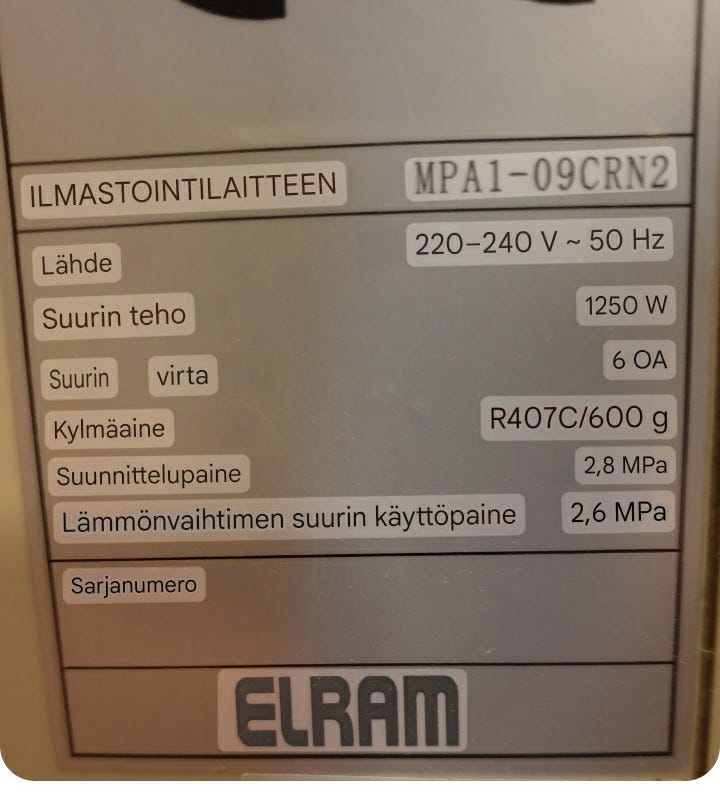 ILMASTOINTILAITTEEN MPA1-09CRN2
Lähde 220-240 V ~ 50 Hz
Suurin teho 1250 W
Suurin virta 6 OA
Kylmäaine R407C/600 g
Suunnittelupaine 2,8 MPa
Lämmönvaihtimen suurin käyttöpaine 2,6 MPa
Sarjanumero
ELRAM